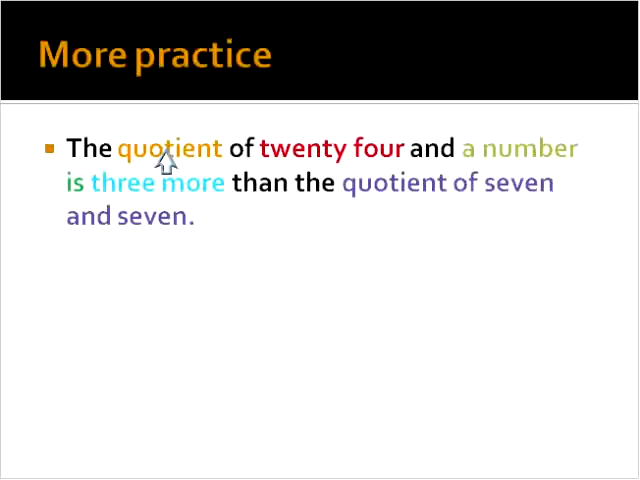 More practice
The quotient of twenty four and a number
is three more than the quotient of seven
and seven.